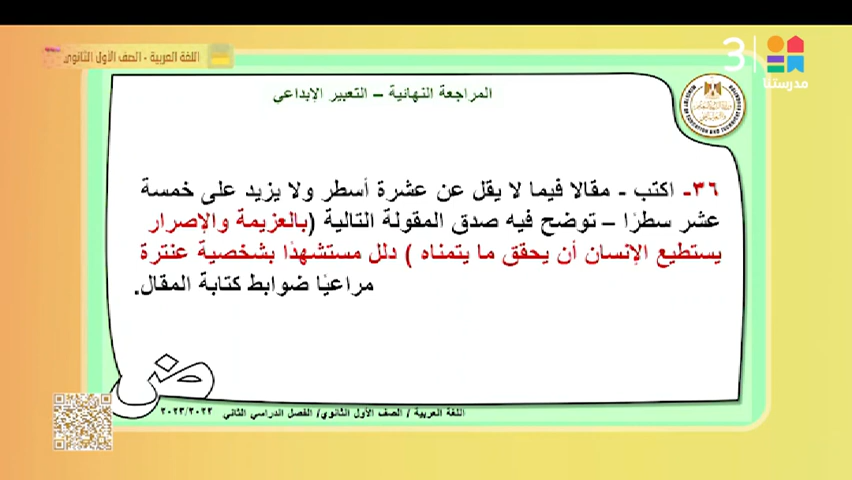 اللغة العربية - الصف الأول الثانوي
3
مدرستنا
المراجعة النهائية – التعبير الإبداعي
٣٦- اكتب - مقالا فيما لا يقل عن عشرة أسطر ولا يزيد على خمسة
عشر سطرًا – توضح فيه صدق المقولة التالية (بالعزيمة والإصرار
يستطيع الإنسان أن يحقق ما يتمناه ) دلل مستشهدًا بشخصية عنترة
مراعيًا ضوابط كتابة المقال.
ض
اللغة العربية / الصف الأول الثانوي/ الفصل الدراسي الثاني ٢٠٢٣/٢٠٢٢